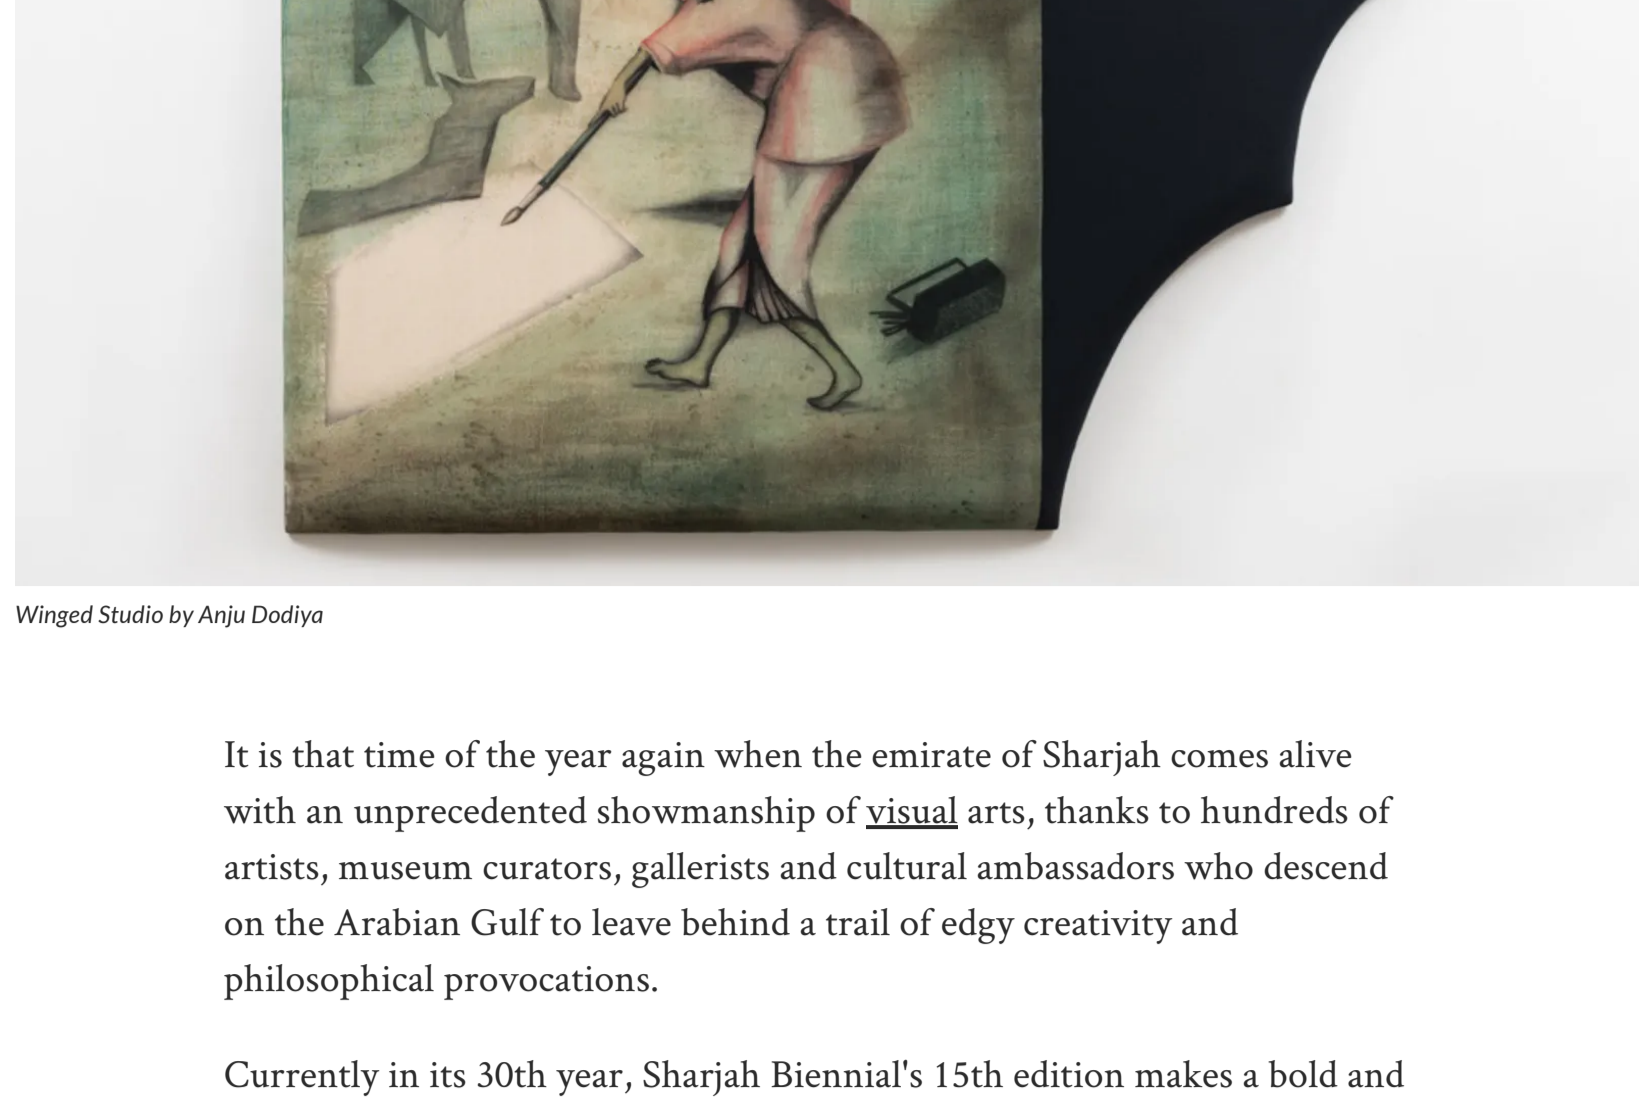 Winged Studio by Anju Dodiya
It is that time of the year again when the emirate of Sharjah comes alive
with an unprecedented showmanship of visual arts, thanks to hundreds of
artists, museum curators, gallerists and cultural ambassadors who descend
on the Arabian Gulf to leave behind a trail of edgy creativity and
philosophical provocations.
Currently in its 30th year, Sharjah Biennial's 15th edition makes a bold and